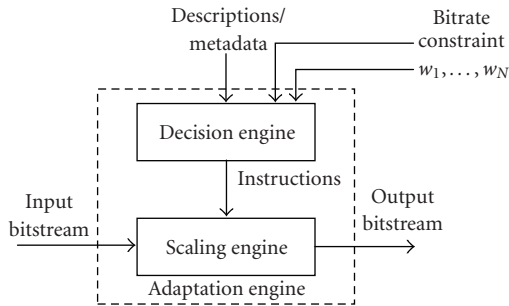 Descriptions/
metadata
Bitrate
constraint
w1, . . . , wN
Decision engine
Instructions
Input
bitstream
Output
bitstream
Scaling engine
Adaptation engine